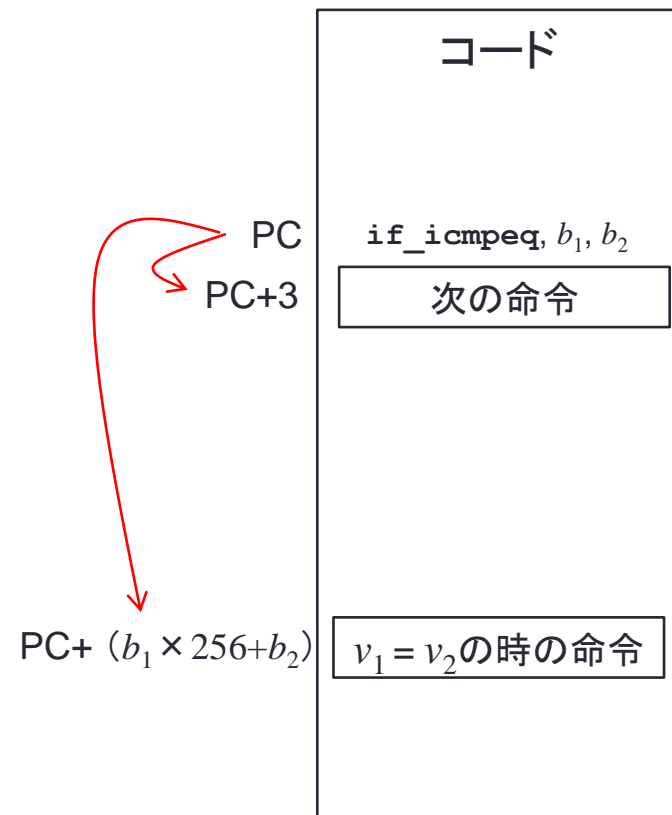 コード
PC if_icmpeq, b₁, b₂
PC+3 次の命令
PC+ (b₁×256+b₂) v₁ = v₂の時の命令